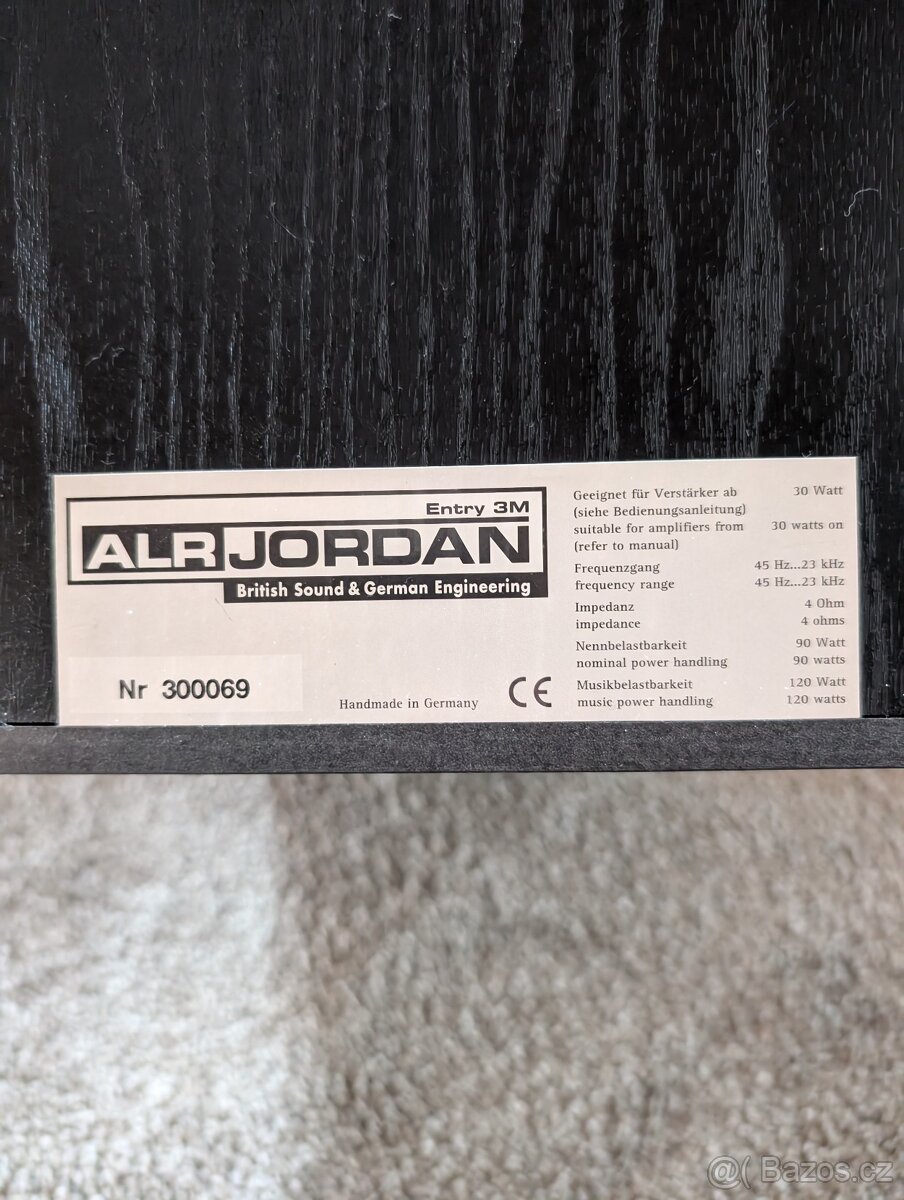 Entry 3M
ALR JORDAN
British Sound & German Engineering
Nr 300069
Handmade in Germany
CE
Geeignet für Verstärker ab 30 Watt
(siehe Bedienungsanleitung)
suitable for amplifiers from 30 watts on
(refer to manual)
Frequenzgang 45 Hz...23 kHz
frequency range 45 Hz...23 kHz
Impedanz 4 Ohm
impedance 4 ohms
Nennbelastbarkeit 90 Watt
nominal power handling 90 watts
Musikbelastbarkeit 120 Watt
music power handling 120 watts
@( Bazos.cz